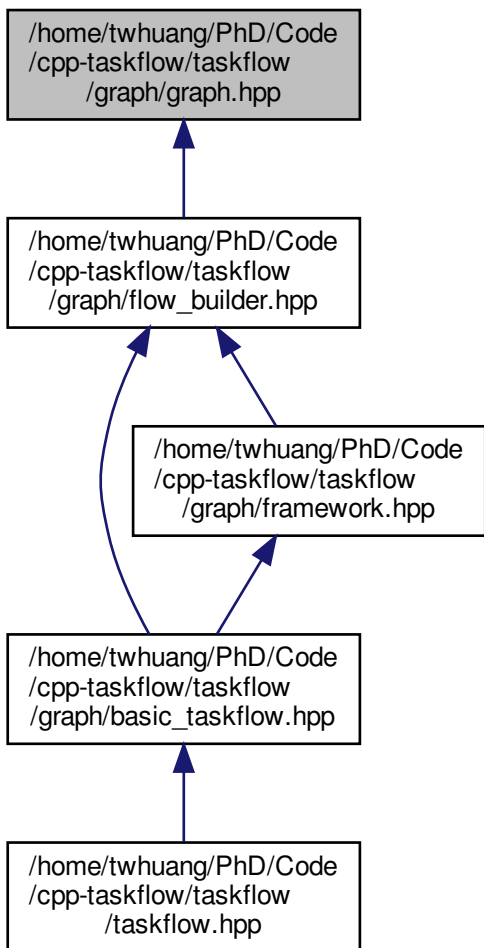 /home/twhuang/PhD/Code
/cpp-taskflow/taskflow
/graph/graph.hpp
/home/twhuang/PhD/Code
/cpp-taskflow/taskflow
/graph/flow_builder.hpp
/home/twhuang/PhD/Code
/cpp-taskflow/taskflow
/graph/framework.hpp
/home/twhuang/PhD/Code
/cpp-taskflow/taskflow
/graph/basic_taskflow.hpp
/home/twhuang/PhD/Code
/cpp-taskflow/taskflow
/taskflow.hpp